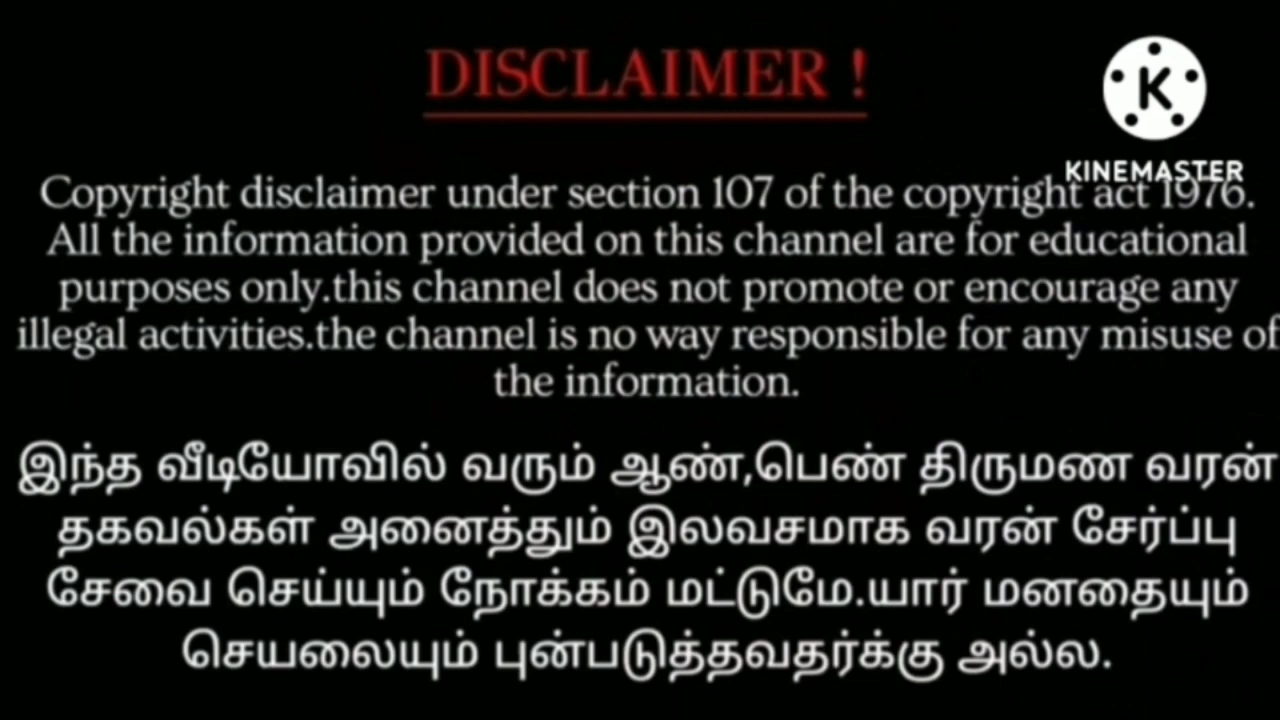 DISCLAIMER !
KINEMASTER
Copyright disclaimer under section 107 of the copyright act 1976.
All the information provided on this channel are for educational
purposes only.this channel does not promote or encourage any
illegal activities.the channel is no way responsible for any misuse of
the information.
இந்த வீடியோவில் வரும் ஆண்,பெண் திருமண வரன்
தகவல்கள் அனைத்தும் இலவசமாக வரன் சேர்ப்பு
சேவை செய்யும் நோக்கம் மட்டுமே.யார் மனதையும்
செயலையும் புன்படுத்தவதர்க்கு அல்ல.